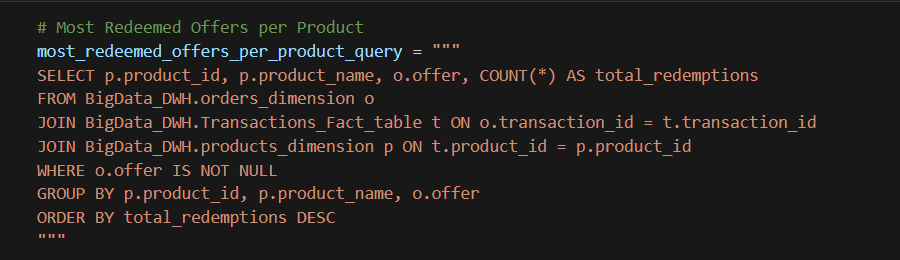 # Most Redeemed Offers per Product
most_redeemed_offers_per_product_query = """
SELECT p.product_id, p.product_name, o.offer, COUNT(*) AS total_redemptions
FROM BigData_DWH.orders_dimension o
JOIN BigData_DWH.Transactions_Fact_table t ON o.transaction_id = t.transaction_id
JOIN BigData_DWH.products_dimension p ON t.product_id = p.product_id
WHERE o.offer IS NOT NULL
GROUP BY p.product_id, p.product_name, o.offer
ORDER BY total_redemptions DESC
"""